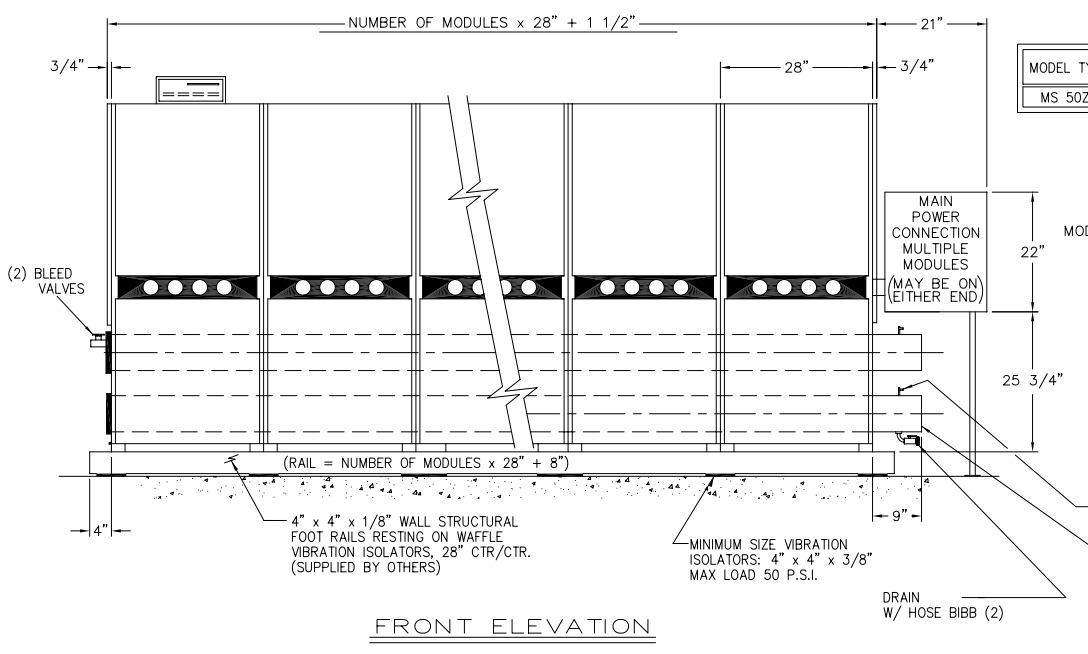 NUMBER OF MODULES x 28" + 1 1/2"
21"
3/4"
28"
3/4"
MODEL TY
MS 50Z
MAIN
POWER
CONNECTION
MULTIPLE
MODULES
(MAY BE ON)
(EITHER END)
22"
MOD
(2) BLEED
VALVES
25 3/4"
(RAIL = NUMBER OF MODULES x 28" + 8")
4"
9"
4" x 4" x 1/8" WALL STRUCTURAL
FOOT RAILS RESTING ON WAFFLE
VIBRATION ISOLATORS, 28" CTR/CTR.
(SUPPLIED BY OTHERS)
MINIMUM SIZE VIBRATION
ISOLATORS: 4" x 4" x 3/8"
MAX LOAD 50 P.S.I.
DRAIN
W/ HOSE BIBB (2)
FRONT ELEVATION